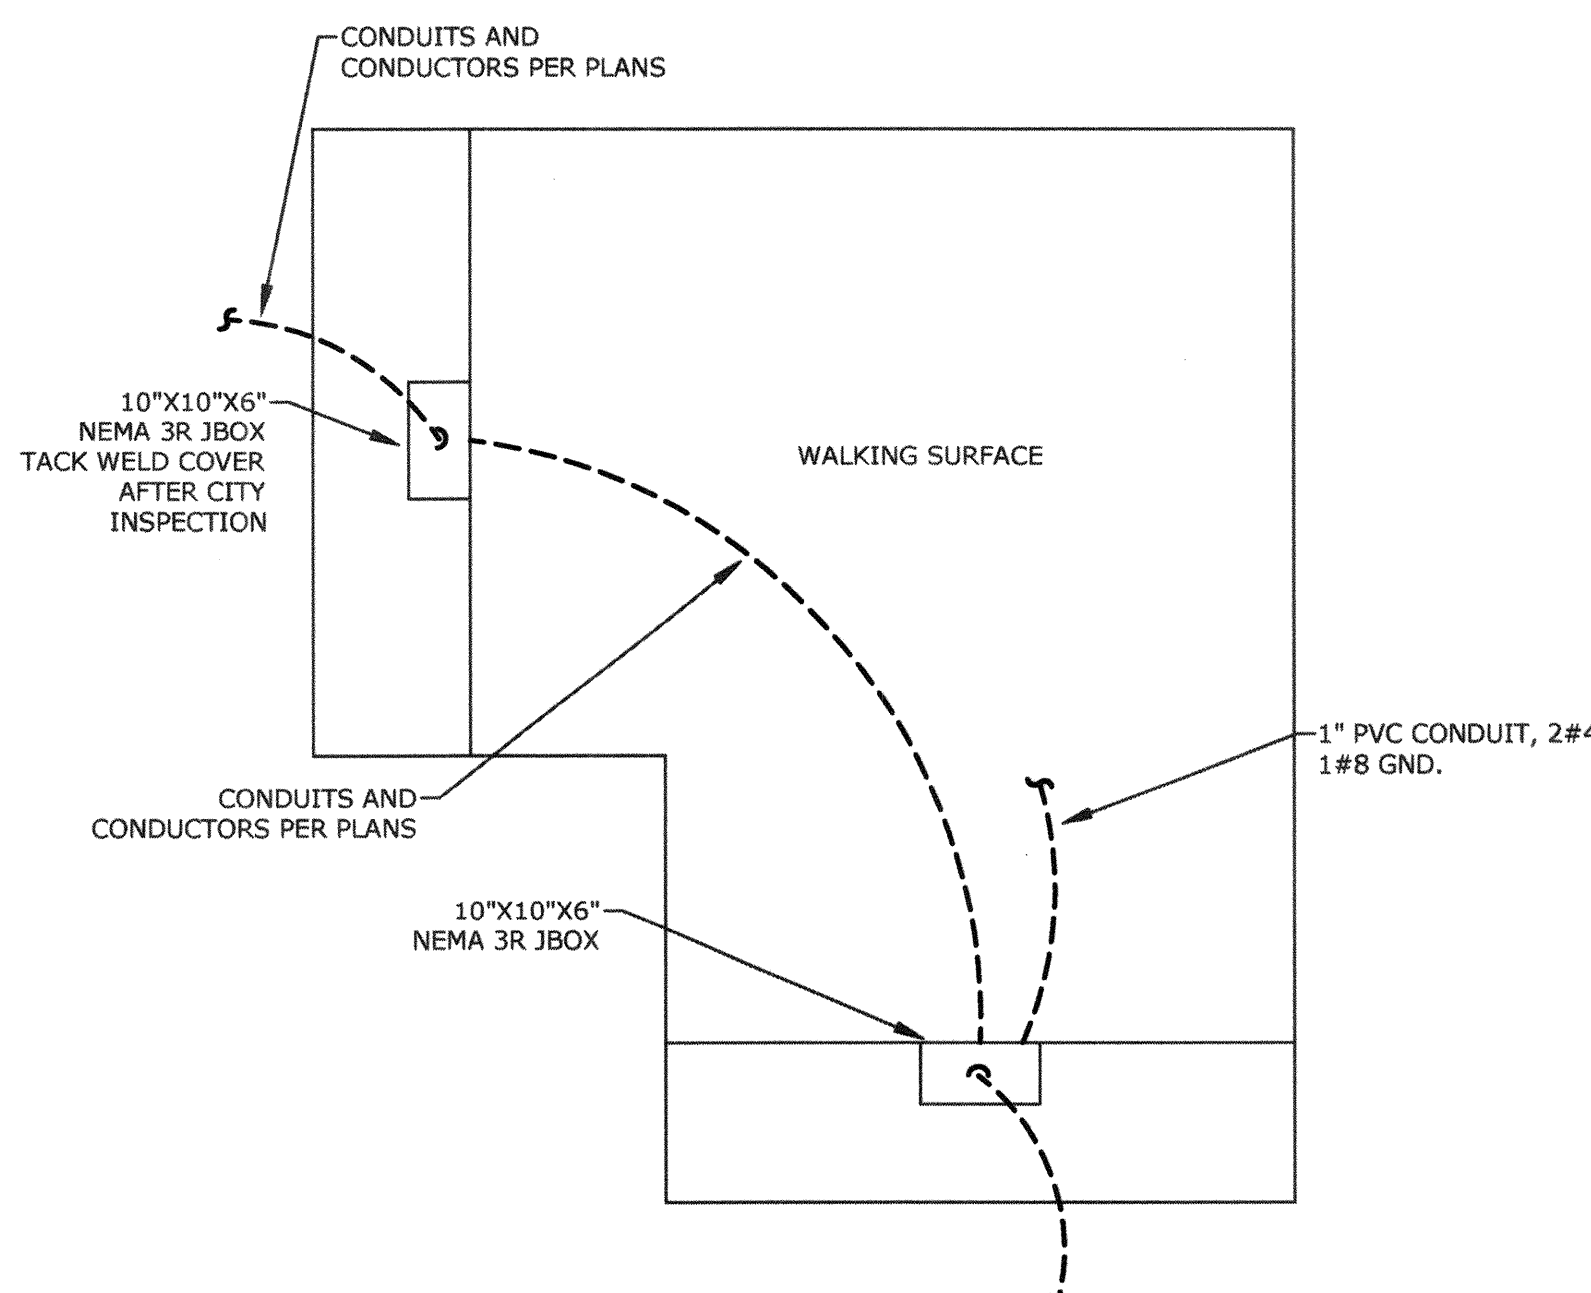 CONDUITS AND
CONDUCTORS PER PLANS
10"X10"X6"
NEMA 3R JBOX
TACK WELD COVER
AFTER CITY
INSPECTION
WALKING SURFACE
1" PVC CONDUIT, 2#4
1#8 GND.
CONDUITS AND
CONDUCTORS PER PLANS
10"X10"X6"
NEMA 3R JBOX